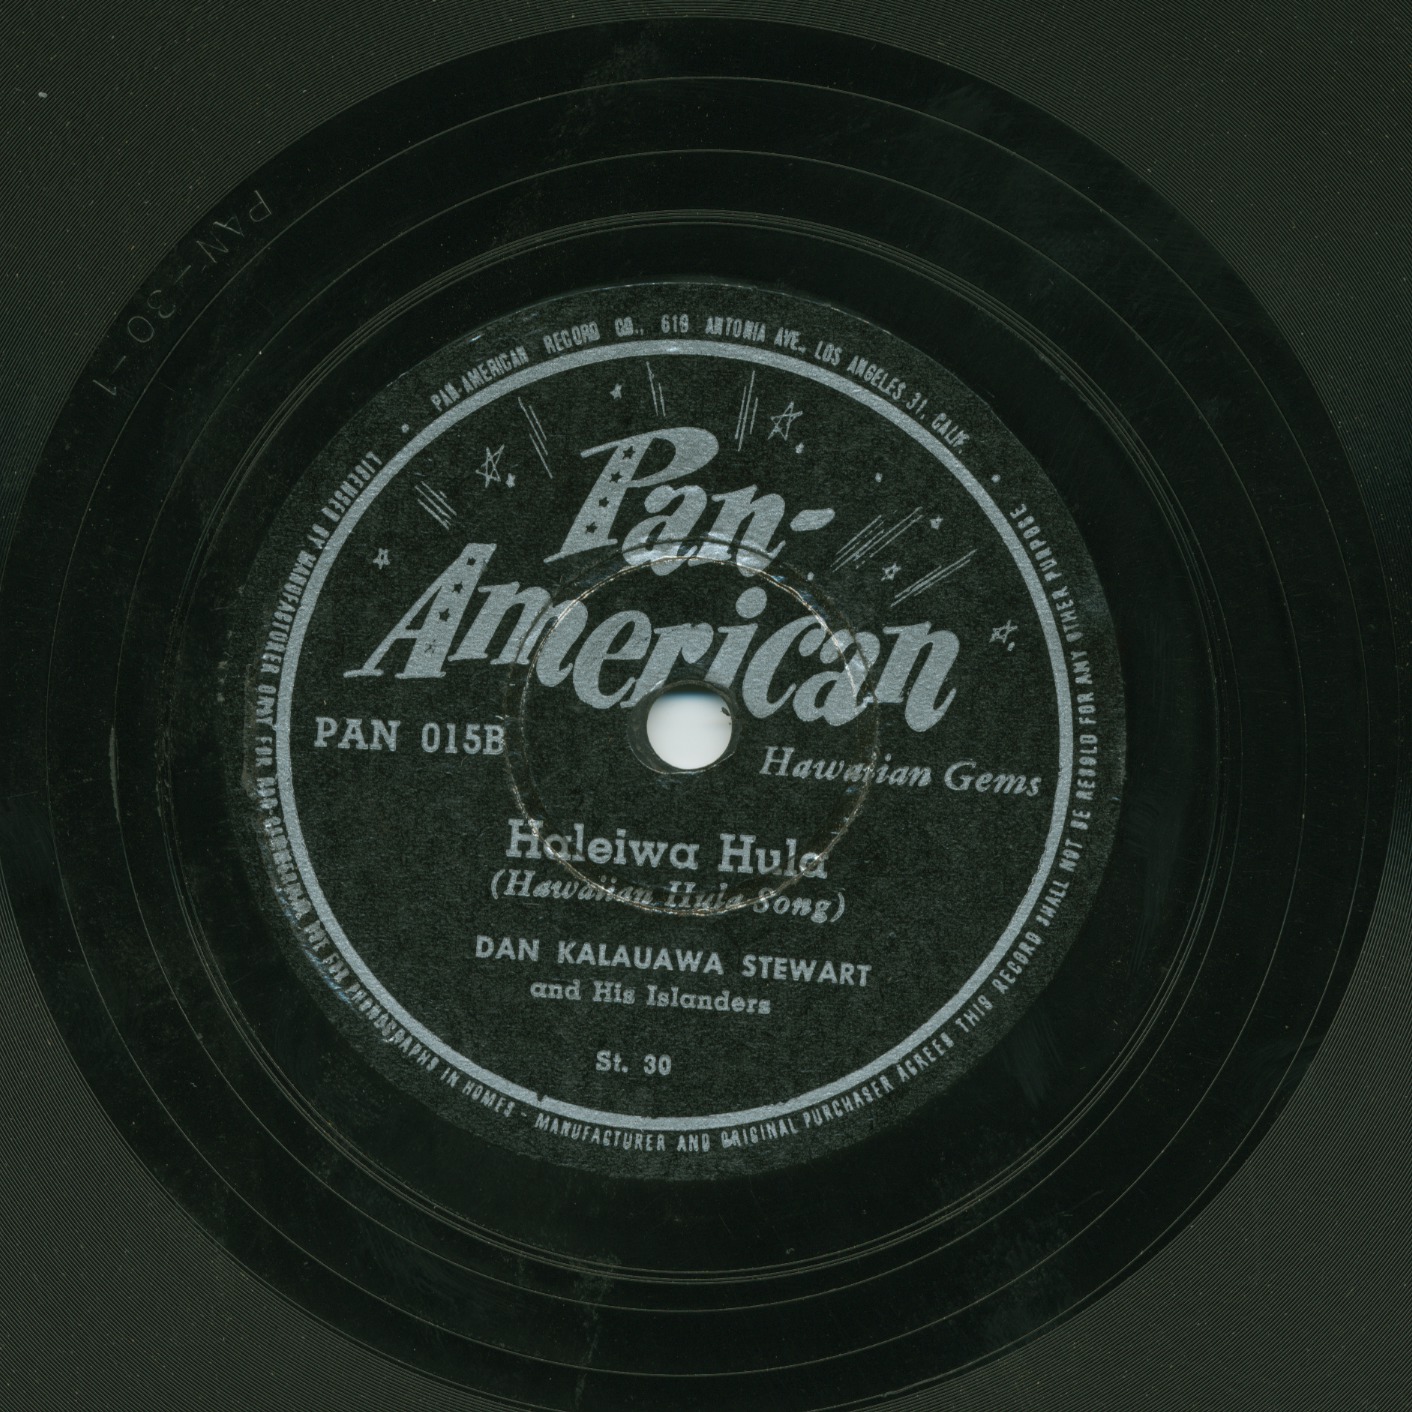 PAN-AMERICAN RECORD CO., 619 ANTONIA AVE., LOS ANGELES 31, CALIF.
Pan-
American
PAN 015B
Hawaiian Gems
Haleiwa Hula
(Hawaiian Hula Song)
DAN KALAUAWA STEWART
and His Islanders
St. 30
LICENSED BY MANUFACTURER ONLY FOR NON-COMMERCIAL USE FOR PHONOGRAPHS IN HOMES - MANUFACTURER AND ORIGINAL PURCHASER AGREES THIS RECORD SHALL NOT BE RESOLD FOR ANY OTHER PURPOSE
PAN-30-1